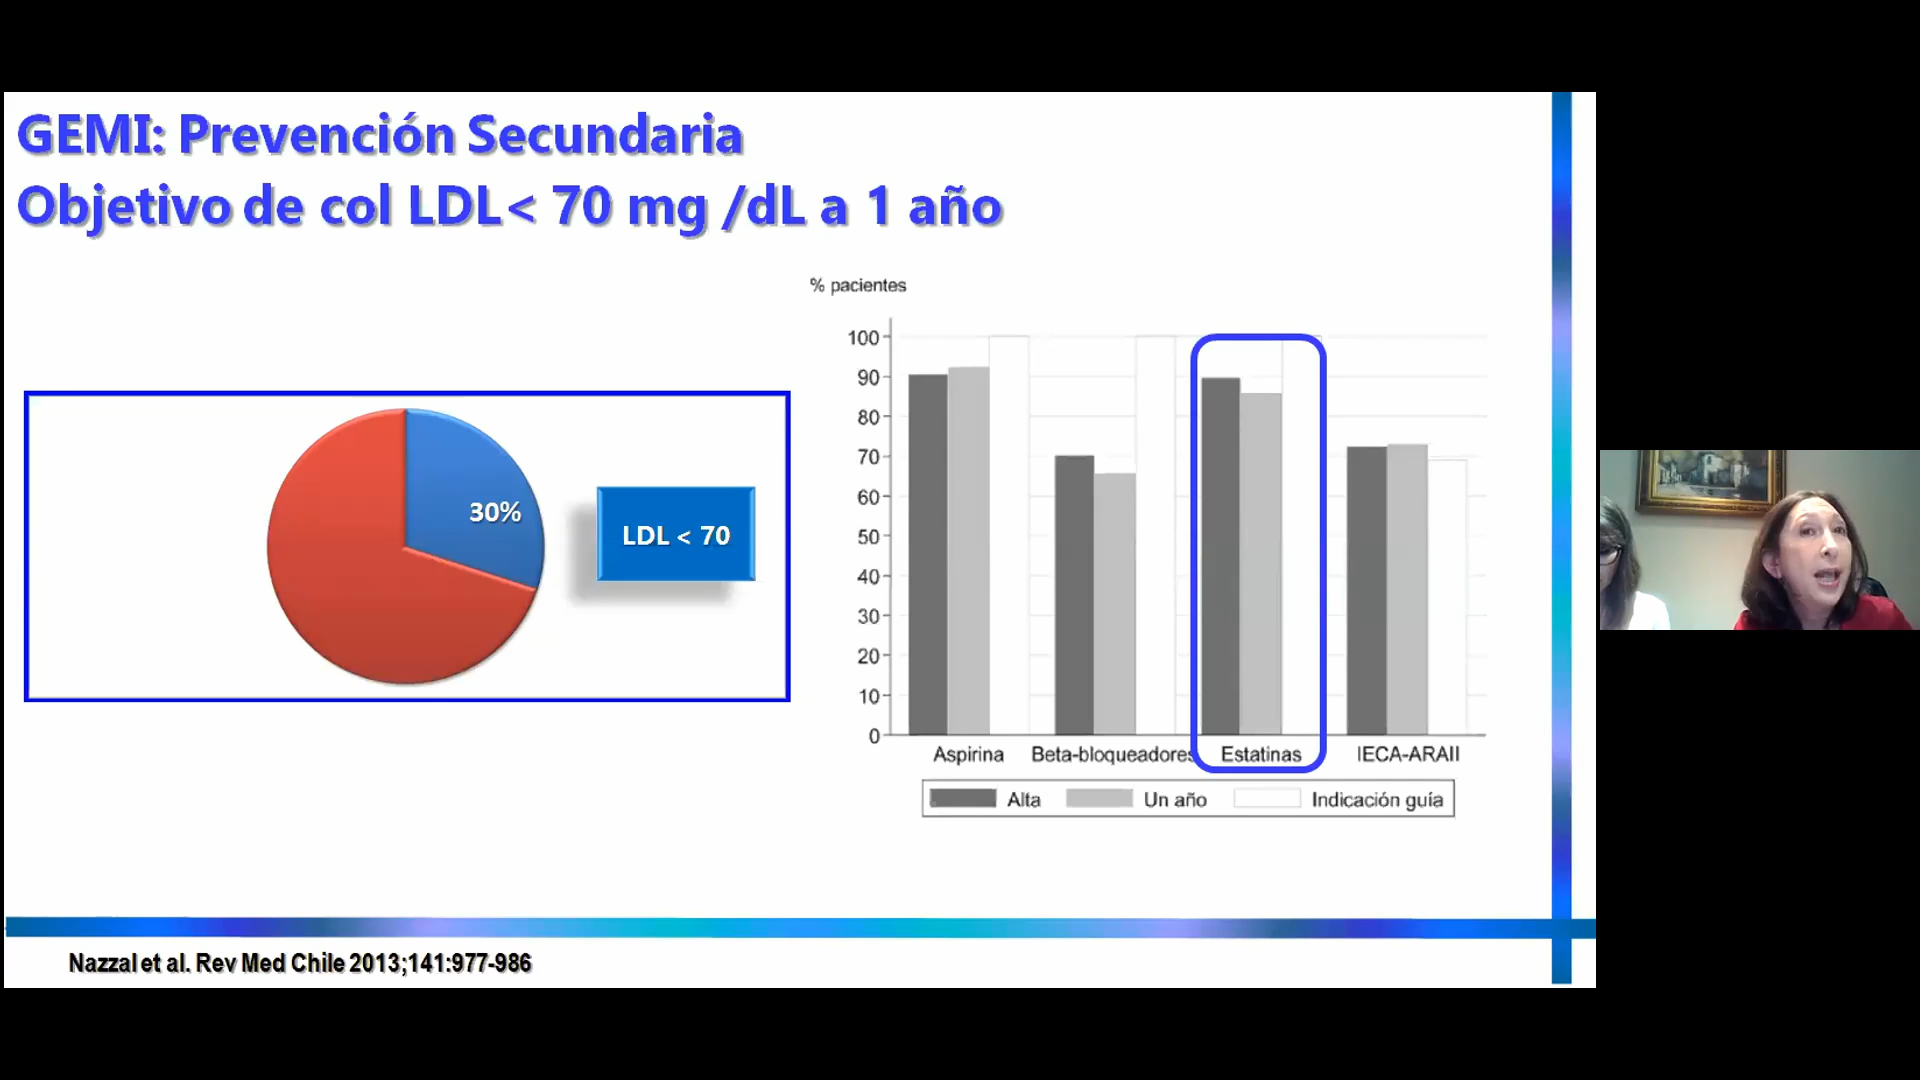 GEMI: Prevención Secundaria
Objetivo de col LDL< 70 mg /dL a 1 año
30%
LDL < 70
% pacientes
100
90
80
70
60
50
40
30
20
10
0
Aspirina
Beta-bloqueadores
Estatinas
IECA-ARAII
Alta
Un año
Indicación guía
Nazzal et al. Rev Med Chile 2013;141:977-986